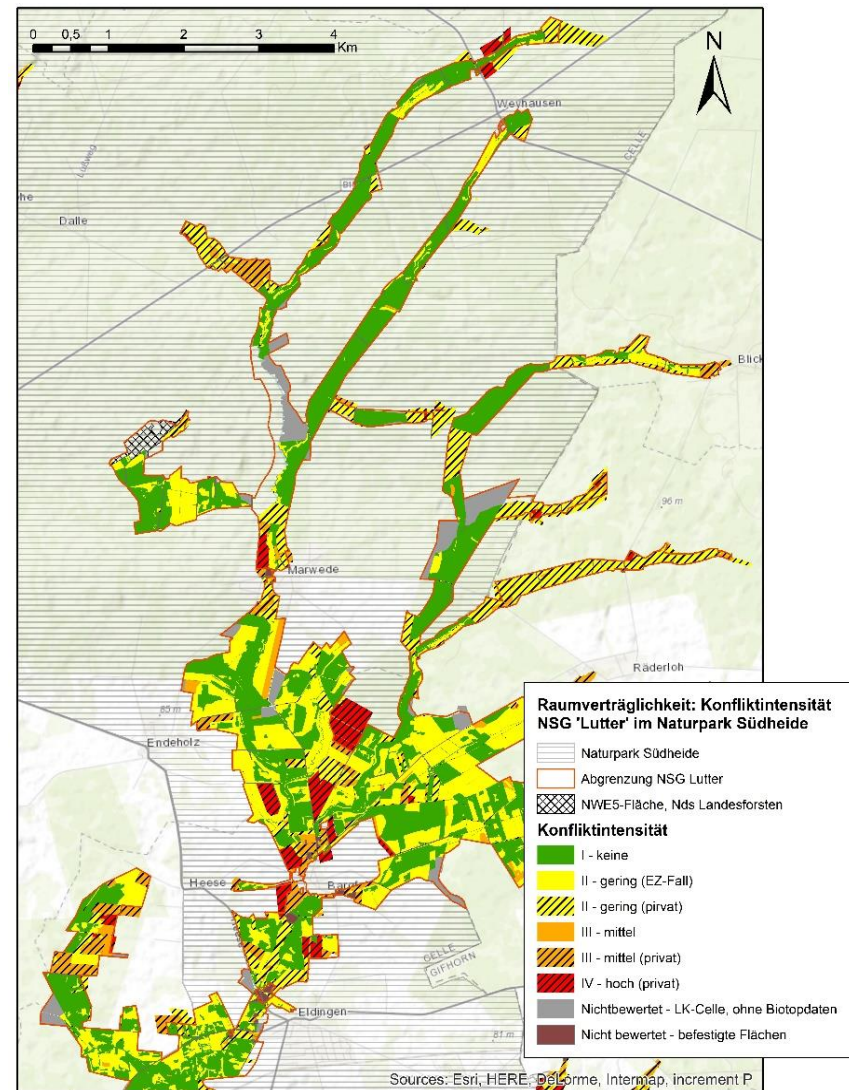 0 0,5 1 2 3 4
Km
N
Weyhausen
CELLE
Lutweg
Dalle
Blick
96 m
Marwede
Räderloh
85 m
Endeholz
Heese
CELLE
GIFHORN
Eldingen
81 m
Raumverträglichkeit: Konfliktintensität
NSG 'Lutter' im Naturpark Südheide
Naturpark Südheide
Abgrenzung NSG Lutter
NWE5-Fläche, Nds Landesforsten
Konfliktintensität
I - keine
II - gering (EZ-Fall)
II - gering (pirvat)
III - mittel
III - mittel (privat)
IV - hoch (privat)
Nichtbewertet - LK-Celle, ohne Biotopdaten
Nicht bewertet - befestigte Flächen
Sources: Esri, HERE, DeLorme, Intermap, increment P